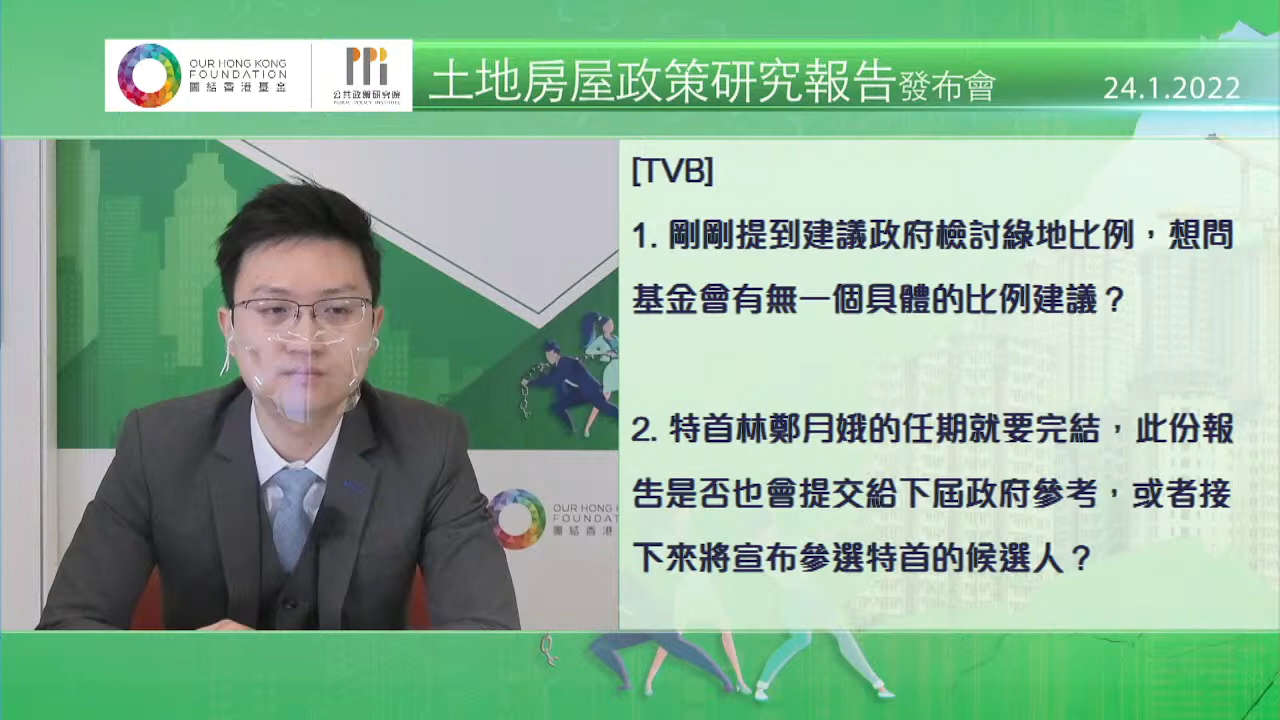 OUR HONG KONG
FOUNDATION
團結香港基金
PPi
公共政策研究院
PUBLIC POLICY INSTITUTE
土地房屋政策研究報告發布會
24.1.2022
[TVB]
1. 剛剛提到建議政府檢討綠地比例，想問
基金會有無一個具體的比例建議？
2. 特首林鄭月娥的任期就要完結，此份報
告是否也會提交給下屆政府參考，或者接
下來將宣布參選特首的候選人？
OUR HONG K
FOUNDAT
團結香港